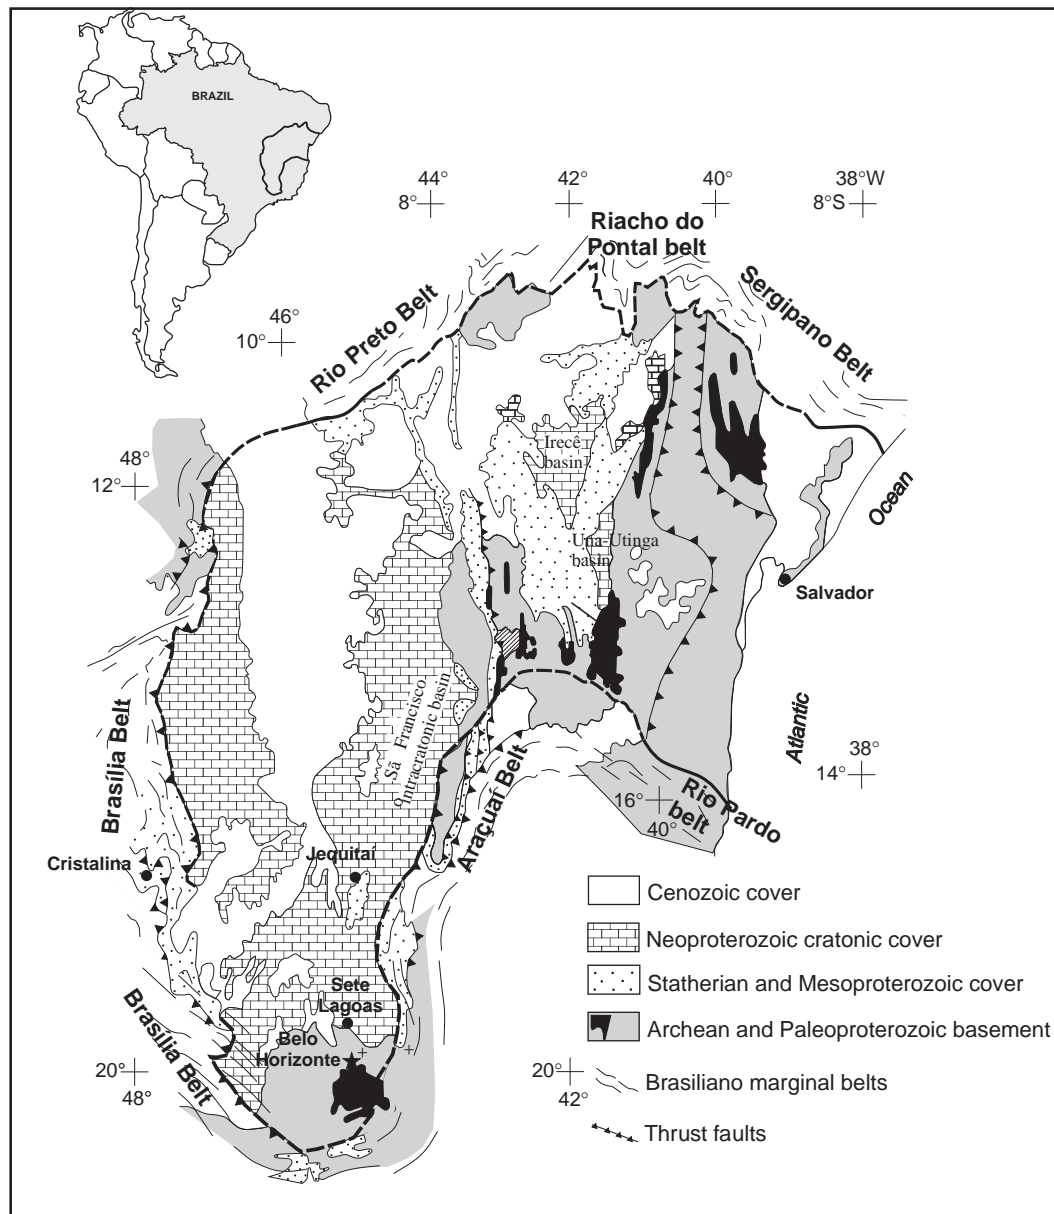 BRAZIL
44°
42°
40°
38°W
8°
8°S
Riacho do
Pontal belt
Sergipano Belt
46°
10°
Rio Preto Belt
48°
12°
Irecê
basin
Ocean
Una-Utinga
basin
Salvador
Sã Francisco
ointracratonic basin
Brasília Belt
Atlantic
38°
14°
Araçuaí Belt
16°
40°
Rio Pardo
belt
Cristalina
Jequitaí
Cenozoic cover
Neoproterozoic cratonic cover
Statherian and Mesoproterozoic cover
Archean and Paleoproterozoic basement
Brasiliano marginal belts
Thrust faults
Sete
Lagoas
Brasília Belt
Belo
Horizonte
20°
48°
20°
42°